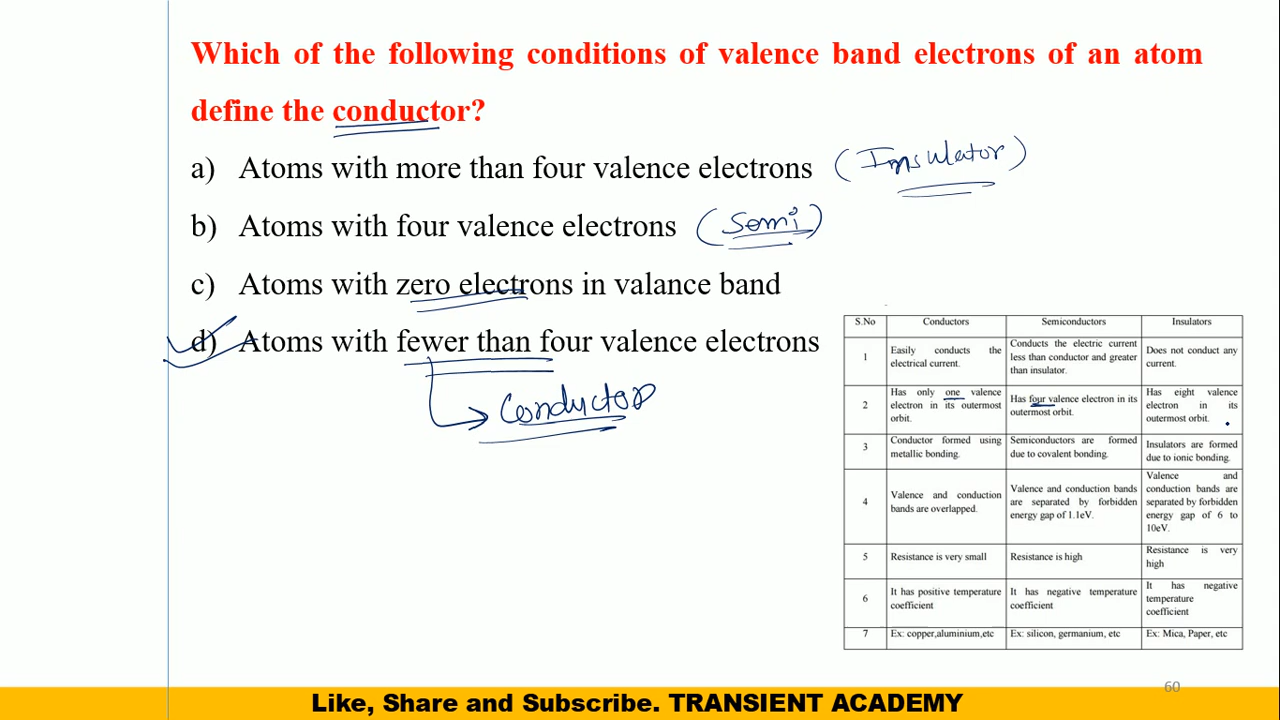 Which of the following conditions of valence band electrons of an atom
define the conductor?
a) Atoms with more than four valence electrons (Insulator)
b) Atoms with four valence electrons (Semi)
c) Atoms with zero electrons in valance band
d) Atoms with fewer than four valence electrons
Conductor
S.No Conductors Semiconductors Insulators
1 Easily conducts the electrical current. Conducts the electric current less than conductor and greater than insulator. Does not conduct any current.
2 Has only one valence electron in its outermost orbit. Has four valence electron in its outermost orbit. Has eight valence electron in its outermost orbit.
3 Conductor formed using metallic bonding. Semiconductors are formed due to covalent bonding. Insulators are formed due to ionic bonding.
4 Valence and conduction bands are overlapped. Valence and conduction bands are separated by forbidden energy gap of 1.1eV. Valence and conduction bands are separated by forbidden energy gap of 6 to 10eV.
5 Resistance is very small Resistance is high Resistance is very high
6 It has positive temperature coefficient It has negative temperature coefficient It has negative temperature coefficient
7 Ex: copper,aluminium,etc Ex: silicon, germanium, etc Ex: Mica, Paper, etc
60
Like, Share and Subscribe. TRANSIENT ACADEMY